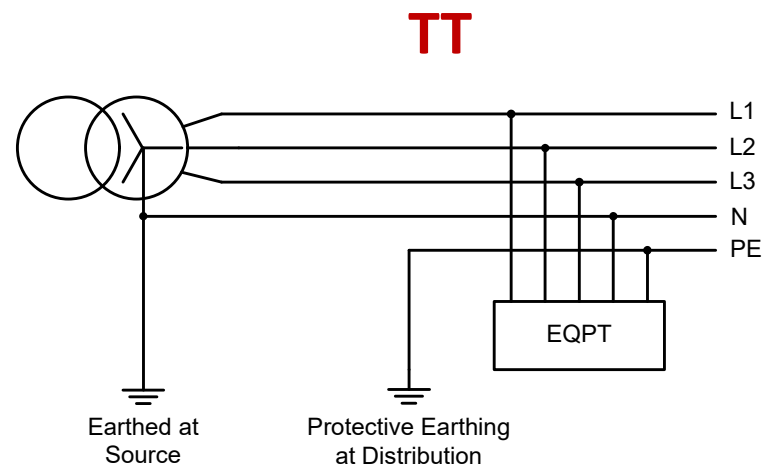 TT
L1
L2
L3
N
PE
EQPT
Earthed at
Source
Protective Earthing
at Distribution